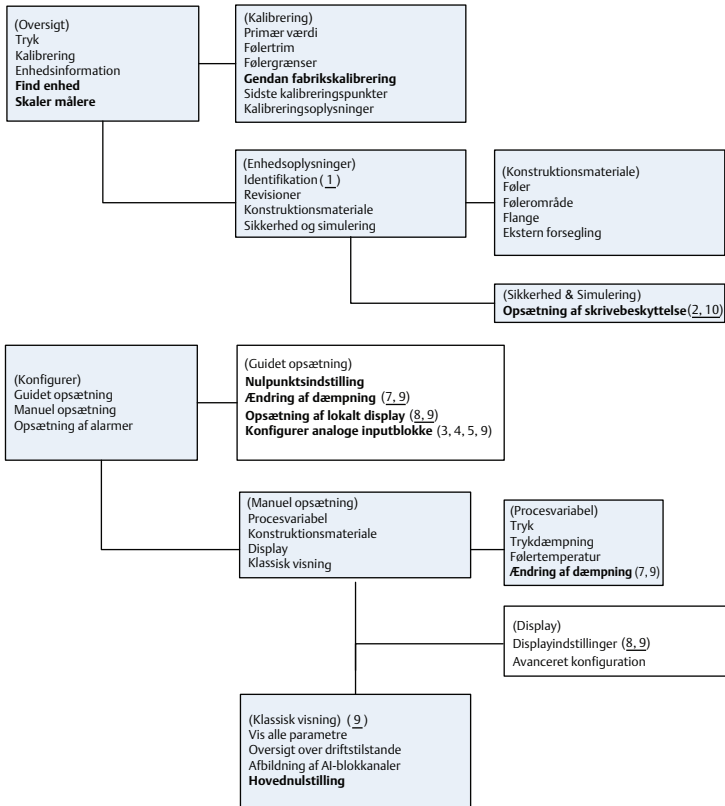 (Oversigt)
Tryk
Kalibrering
Enhedsinformation
Find enhed
Skaler målere
(Kalibrering)
Primær værdi
Følertrim
Følergrænser
Gendan fabrikskalibrering
Sidste kalibreringspunkter
Kalibreringsoplysninger
(Enhedsoplysninger)
Identifikation ( 1 )
Revisioner
Konstruktionsmateriale
Sikkerhed og simulering
(Konstruktionsmateriale)
Føler
Følerområde
Flange
Ekstern forsegling
(Sikkerhed & Simulering)
Opsætning af skrivebeskyttelse (2, 10)
(Konfigurer)
Guidet opsætning
Manuel opsætning
Opsætning af alarmer
(Guidet opsætning)
Nulpunktsindstilling
Ændring af dæmpning (7, 9)
Opsætning af lokalt display (8, 9)
Konfigurer analoge inputblokke (3, 4, 5, 9)
(Manuel opsætning)
Procesvariabel
Konstruktionsmateriale
Display
Klassisk visning
(Procesvariabel)
Tryk
Trykdæmpning
Følertemperatur
Ændring af dæmpning (7, 9)
(Display)
Displayindstillinger (8, 9)
Avanceret konfiguration
(Klassisk visning) ( 9 )
Vis alle parametre
Oversigt over driftstilstande
Afbildning af AI-blokkanaler
Hovednulstilling